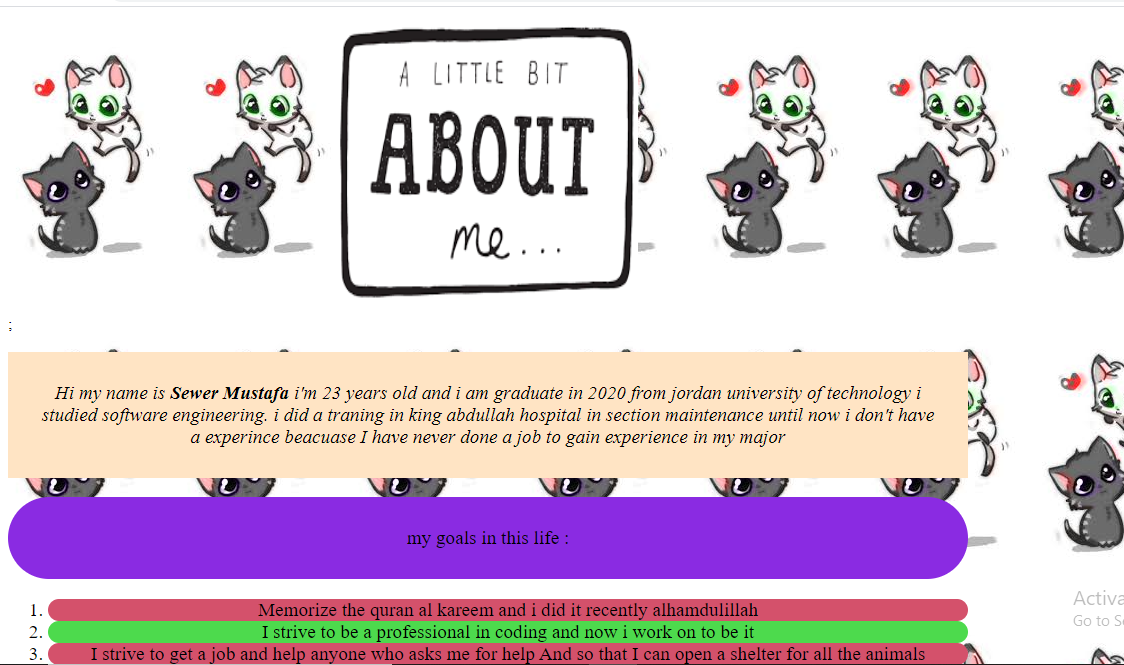 A LITTLE BIT
ABOUT
me...
;
Hi my name is Sewer Mustafa i'm 23 years old and i am graduate in 2020 from jordan university of technology i
studied software engineering. i did a traning in king abdullah hospital in section maintenance until now i don't have
a experince beacuase I have never done a job to gain experience in my major
my goals in this life :
1. Memorize the quran al kareem and i did it recently alhamdulillah
2. I strive to be a professional in coding and now i work on to be it
3. I strive to get a job and help anyone who asks me for help And so that I can open a shelter for all the animals
Activa
Go to S